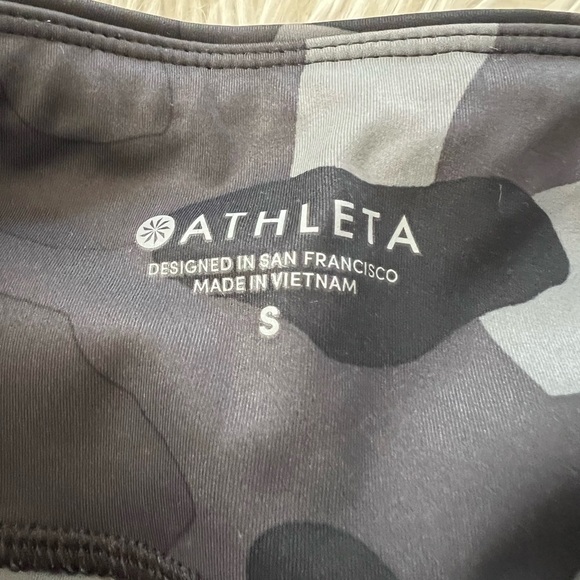 ATHLETA
DESIGNED IN SAN FRANCISCO
MADE IN VIETNAM
S